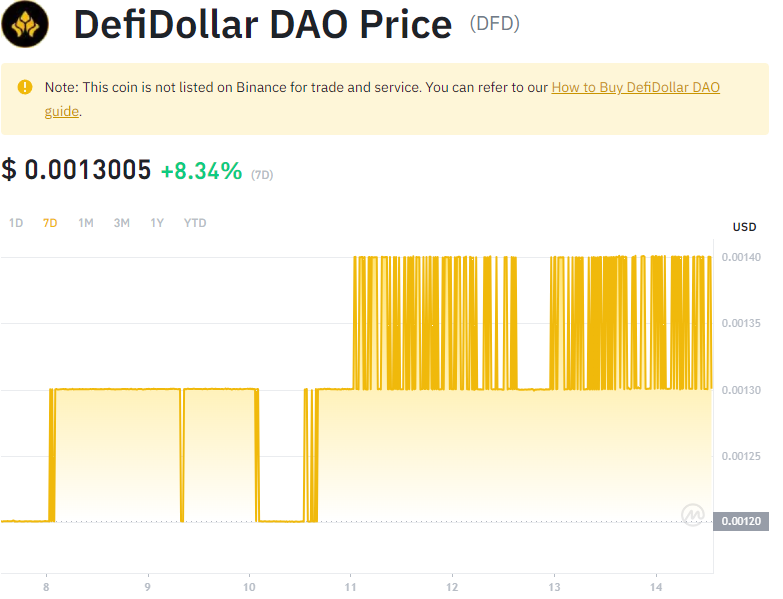 DefiDollar DAO Price (DFD)
Note: This coin is not listed on Binance for trade and service. You can refer to our How to Buy DefiDollar DAO
guide.
$ 0.0013005 +8.34% (7D)
1D 7D 1M 3M 1Y YTD
USD
0.00140
0.00135
0.00130
0.00125
0.00120
8 9 10 11 12 13 14